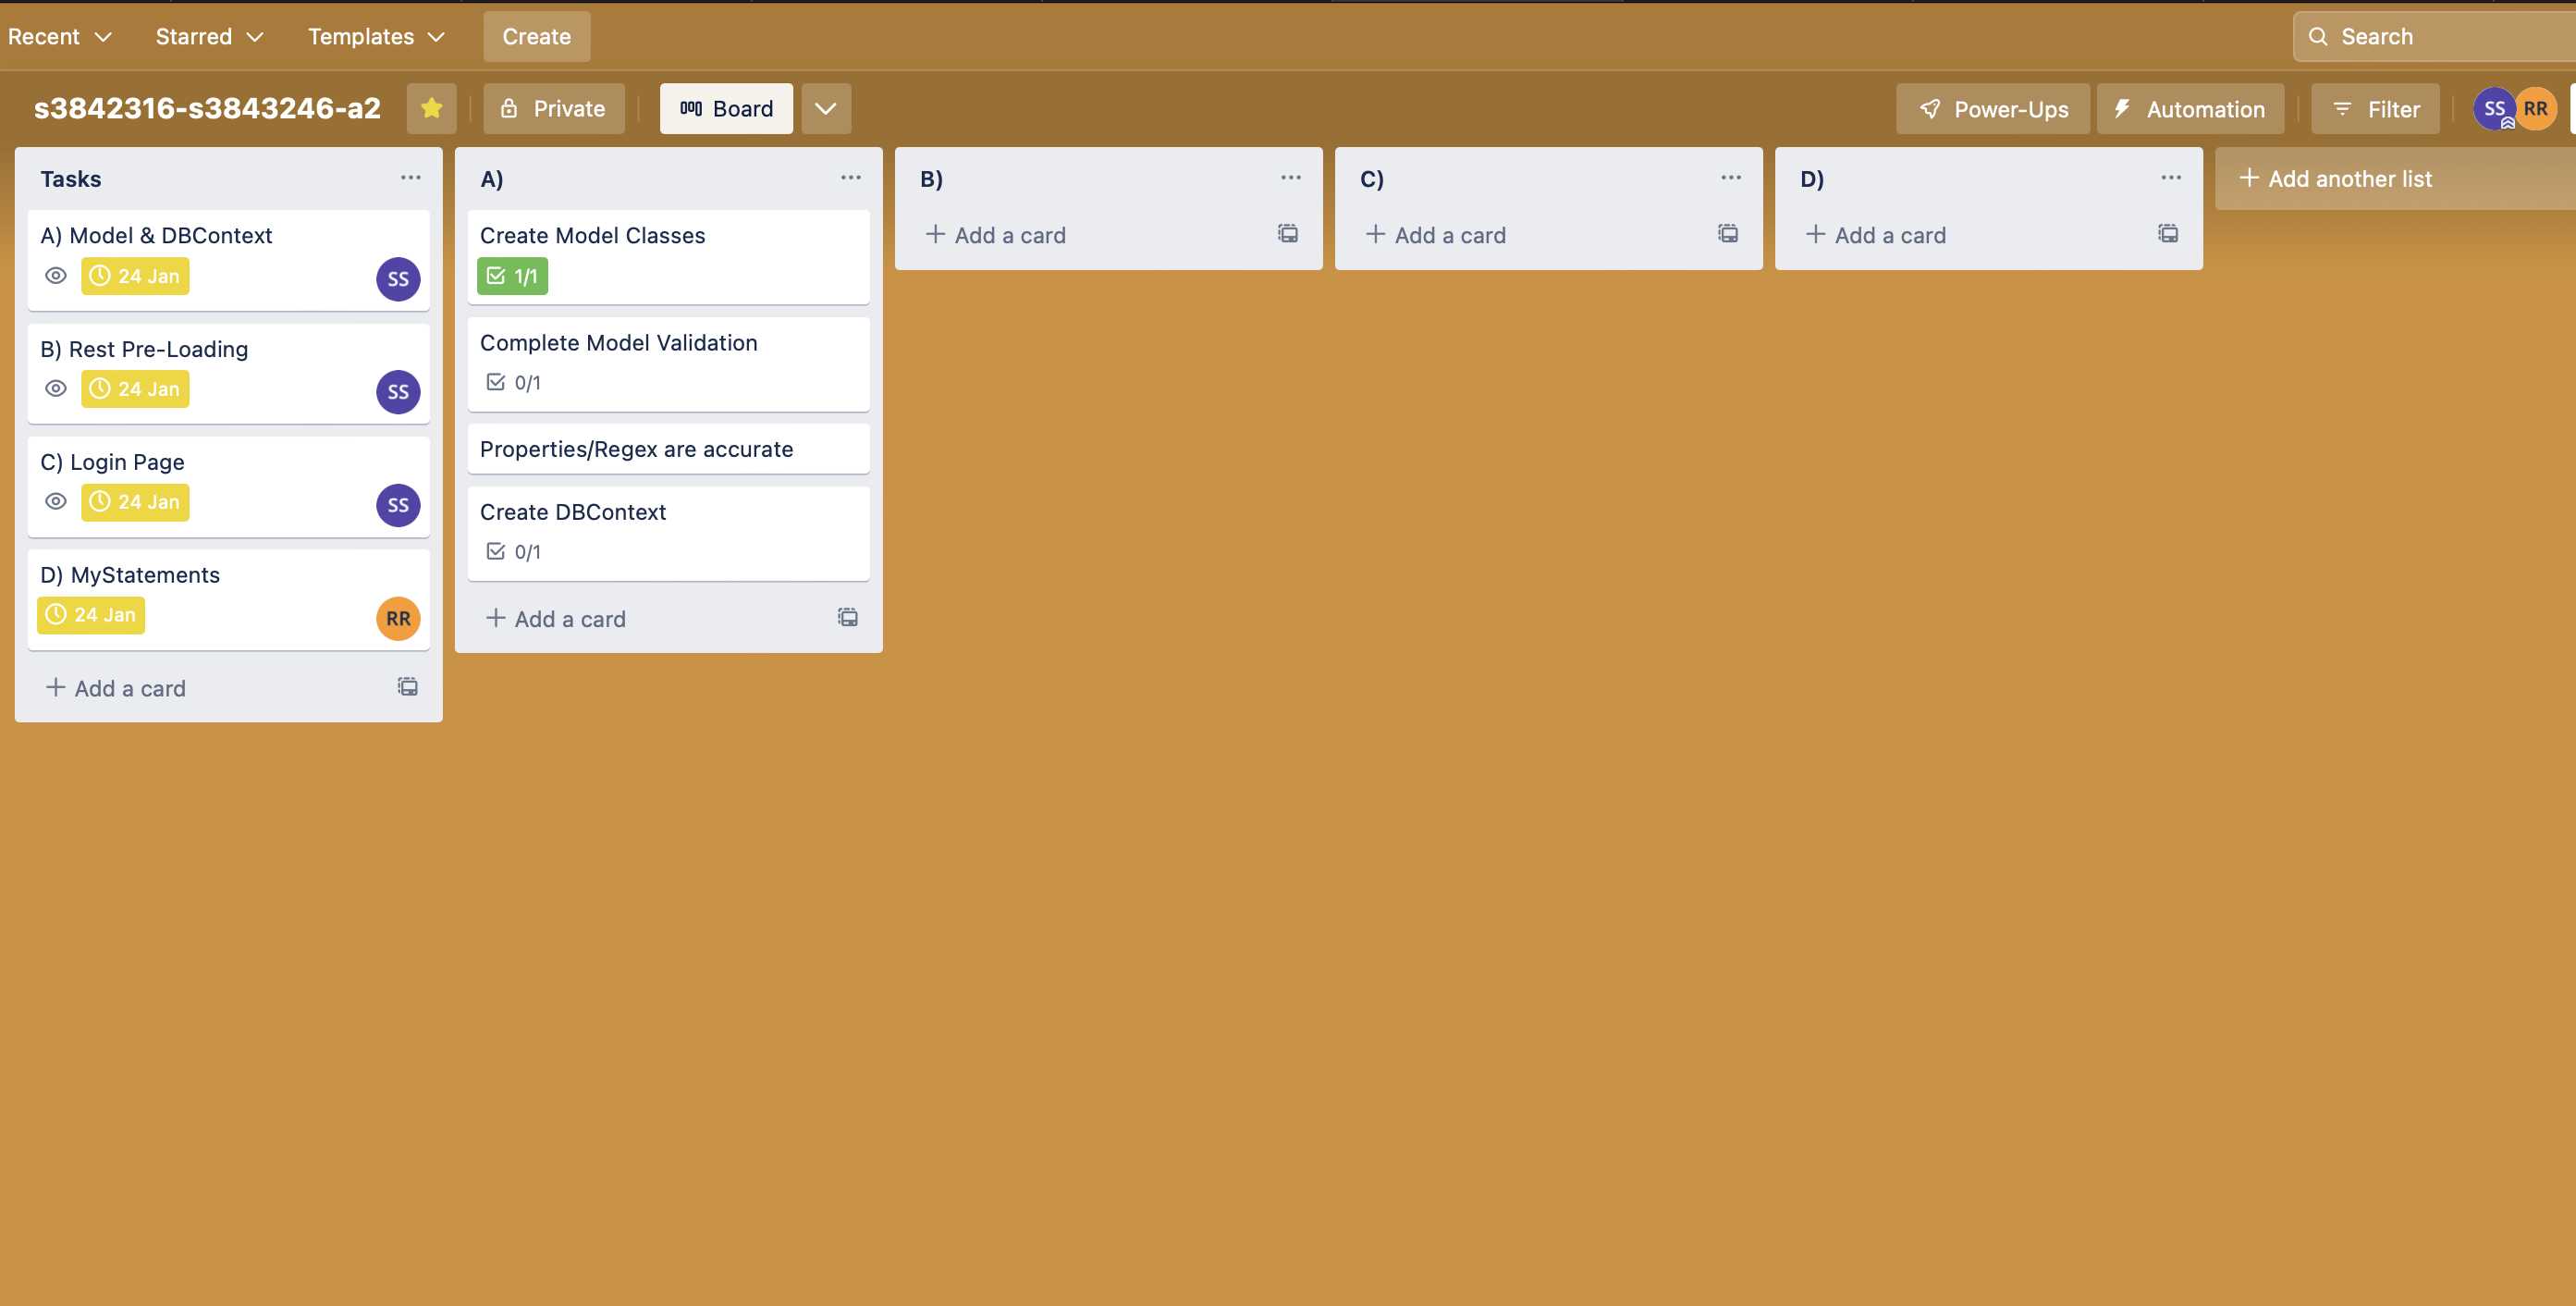 Recent
Starred
Templates
Create
Search
s3842316-s3843246-a2
Private
Board
Power-Ups
Automation
Filter
SS
RR
Tasks
A) Model & DBContext
24 Jan
SS
B) Rest Pre-Loading
24 Jan
SS
C) Login Page
24 Jan
SS
D) MyStatements
24 Jan
RR
+ Add a card
A)
Create Model Classes
1/1
Complete Model Validation
0/1
Properties/Regex are accurate
Create DBContext
0/1
+ Add a card
B)
+ Add a card
C)
+ Add a card
D)
+ Add a card
+ Add another list